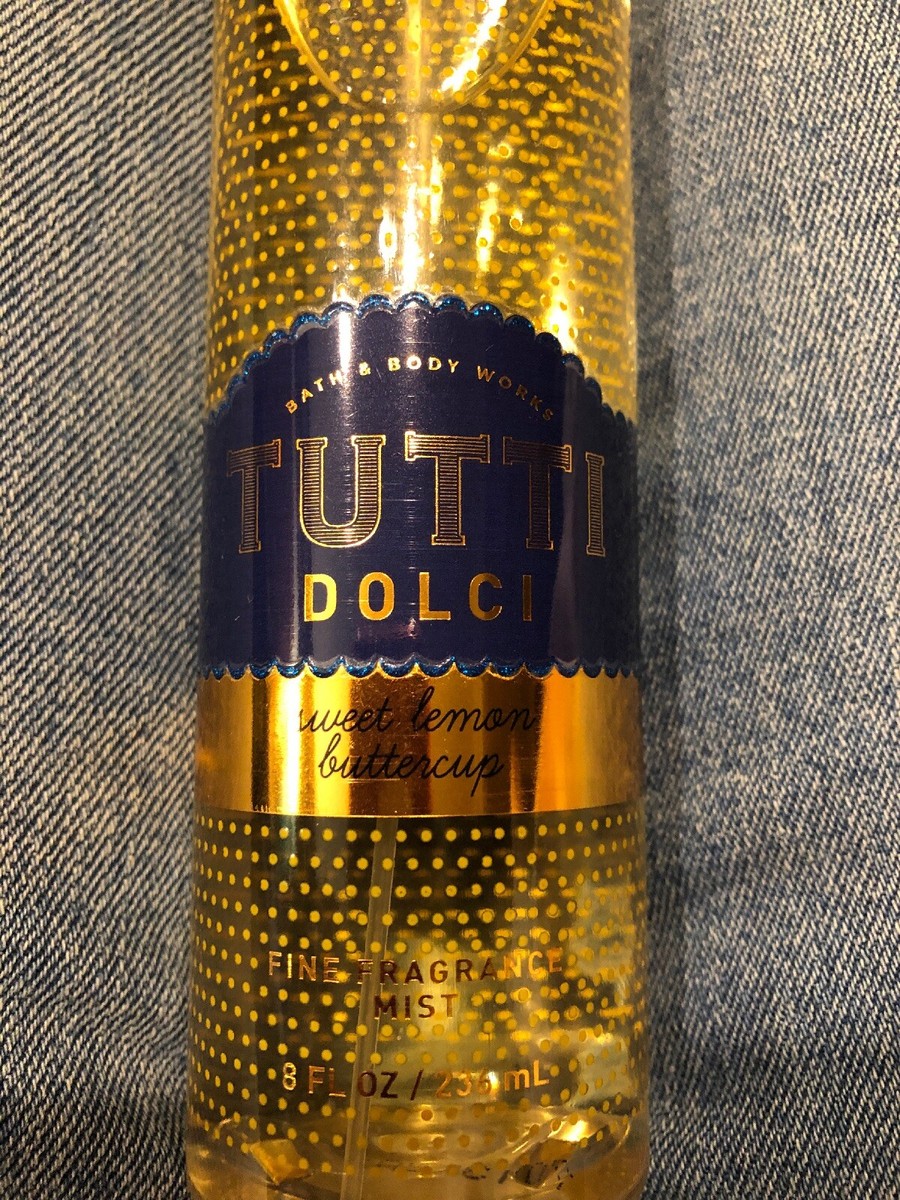 BATH & BODY WORKS
TUTTI
DOLCI
sweet lemon
buttercup
FINE FRAGRANCE
MIST
8 FL OZ / 236 mL